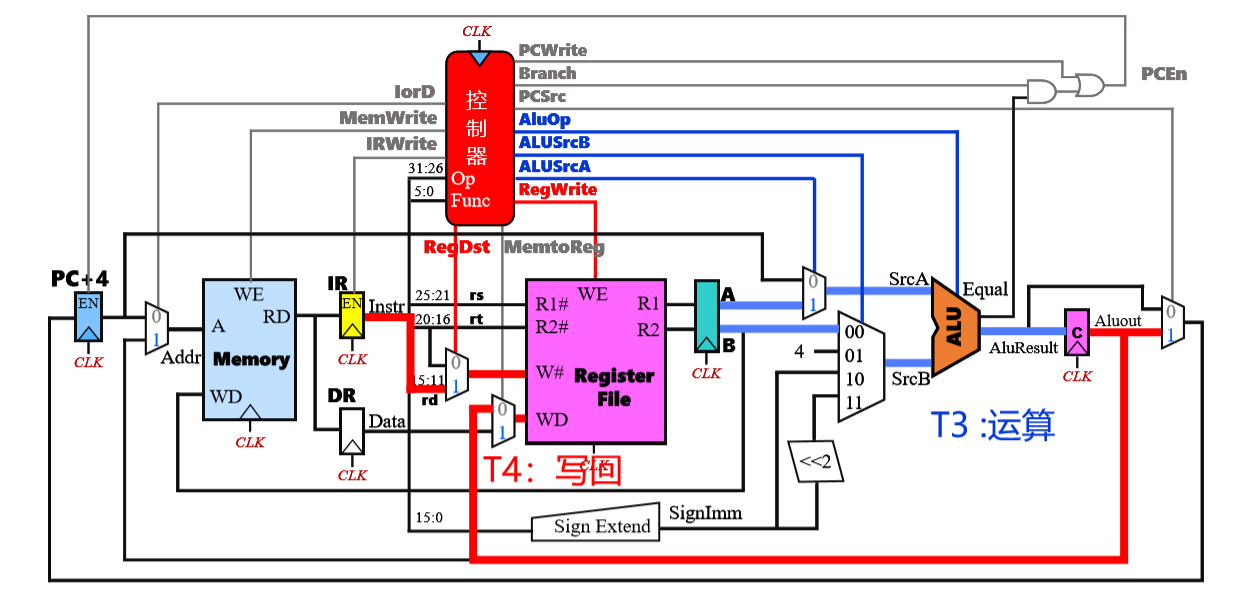 CLK
PCWrite
Branch
PCSrc
AluOp
ALUSrcB
ALUSrcA
RegWrite
PCEn
IorD
MemWrite
IRWrite
控
制
器
31:26
Op
5:0
Func
RegDst
MemtoReg
PC+4
EN
CLK
0
1
Addr
WE
A
RD
Memory
WD
CLK
IR
EN
Instr
CLK
DR
Data
CLK
25:21 rs
20:16 rt
0
1
15:11
rd
0
1
WE
R1#
R2#
W#
WD
R1
R2
Register
File
CLK
A
B
CLK
0
1
SrcA
00
4
01
10
11
SrcB
ALU
Equal
AluResult
C
Aluout
CLK
0
1
T3 :运算
T4：写回
<<2
15:0
Sign Extend
SignImm